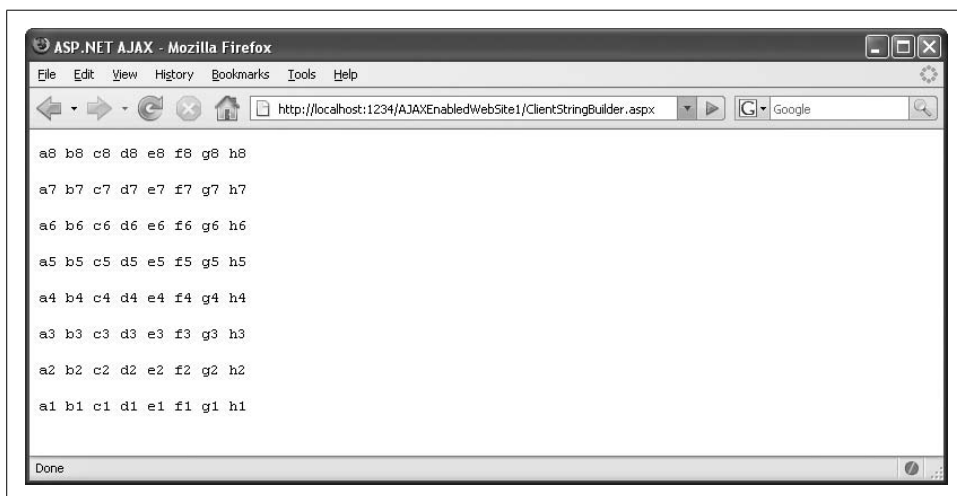 ASP.NET AJAX - Mozilla Firefox
File Edit View History Bookmarks Tools Help
http://localhost:1234/AJAXEnabledWebSite1/ClientStringBuilder.aspx G Google
a8 b8 c8 d8 e8 f8 g8 h8
a7 b7 c7 d7 e7 f7 g7 h7
a6 b6 c6 d6 e6 f6 g6 h6
a5 b5 c5 d5 e5 f5 g5 h5
a4 b4 c4 d4 e4 f4 g4 h4
a3 b3 c3 d3 e3 f3 g3 h3
a2 b2 c2 d2 e2 f2 g2 h2
a1 b1 c1 d1 e1 f1 g1 h1
Done